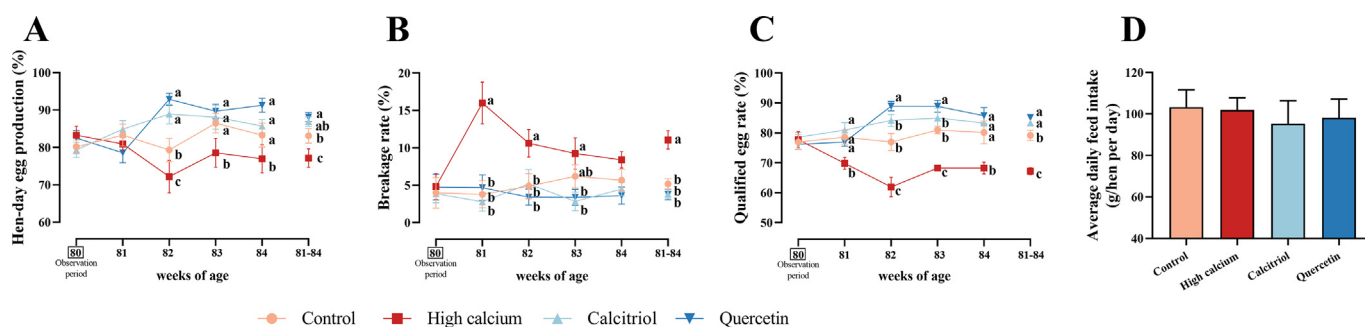 A
Hen-day egg production (%)
100
90
80
70
60
a
a
a
b
c
a
a
a
b
a
a
a
b
a
ab
b
c
80
81
82
83
84
81-84
Observation
period
weeks of age
B
Breakage rate (%)
20
15
10
5
0
a
b
b
b
a
b
b
b
a
ab
b
b
a
b
b
b
80
81
82
83
84
81-84
Observation
period
weeks of age
C
Qualified egg rate (%)
100
90
80
70
60
50
a
a
a
b
a
b
b
c
a
b
b
c
a
a
a
b
a
a
b
c
80
81
82
83
84
81-84
Observation
period
weeks of age
D
Average daily feed intake
(g/hen per day)
120
100
80
60
40
Control
High calcium
Calcitriol
Quercetin
Control
High calcium
Calcitriol
Quercetin